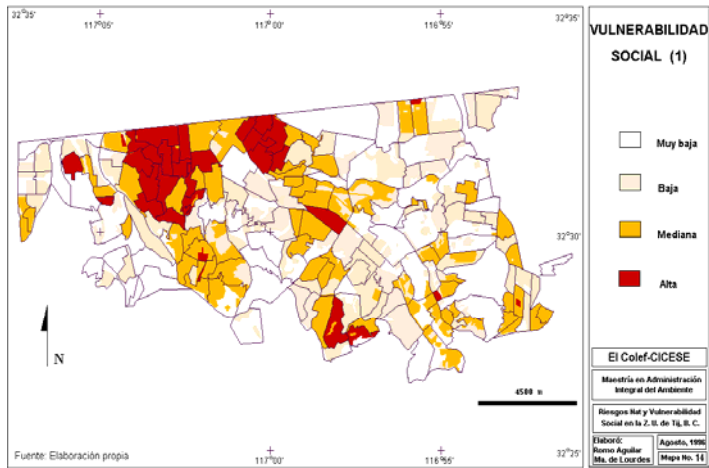 32°35'
117°05'
117°00'
116°55'
32°35'
32°30'
N
4500 m
Fuente: Elaboración propia
117°00'
116°55'
32°25'
VULNERABILIDAD
SOCIAL (1)
Muy baja
Baja
Mediana
Alta
El Colef-CICESE
Maestría en Administración
Integral del Ambiente
Riesgos Nat y Vulnerabilidad
Social en la Z. U. de Tij, B. C.
Elaboró:
Romo Aguilar
Ma. de Lourdes
Agosto, 1996
Mapa No. 14